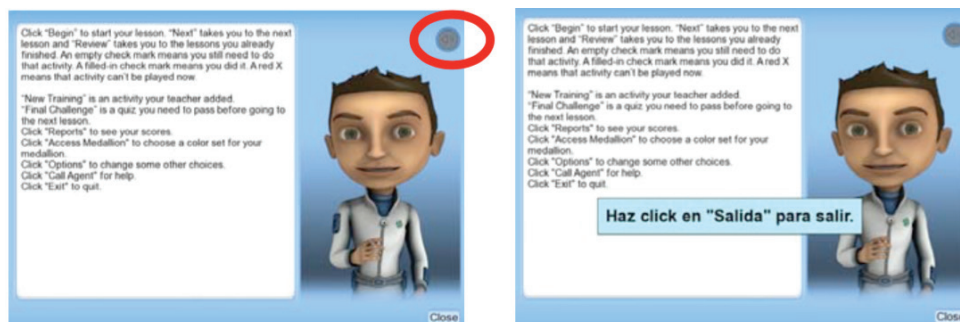 Click "Begin" to start your lesson. "Next" takes you to the next
lesson and "Review" takes you to the lessons you already
finished. An empty check mark means you still need to do
that activity. A filled-in check mark means you did it. A red X
means that activity can't be played now.
"New Training" is an activity your teacher added.
"Final Challenge" is a quiz you need to pass before going to
the next lesson.
Click "Reports" to see your scores.
Click "Access Medallion" to choose a color set for your
medallion.
Click "Options" to change some other choices.
Click "Call Agent" for help.
Click "Exit" to quit.
Close
Click "Begin" to start your lesson. "Next" takes you to the next
lesson and "Review" takes you to the lessons you already
finished. An empty check mark means you still need to do
that activity. A filled-in check mark means you did it. A red X
means that activity can't be played now.
"New Training" is an activity your teacher added.
"Final Challenge" is a quiz you need to pass before going to
the next lesson.
Click "Reports" to see your scores.
Click "Access Medallion" to choose a color set for your
medallion.
Click "Options" to change some other choices.
Click "Call Agent" for help.
Click "Exit" to quit.
Haz click en "Salida" para salir.
Close